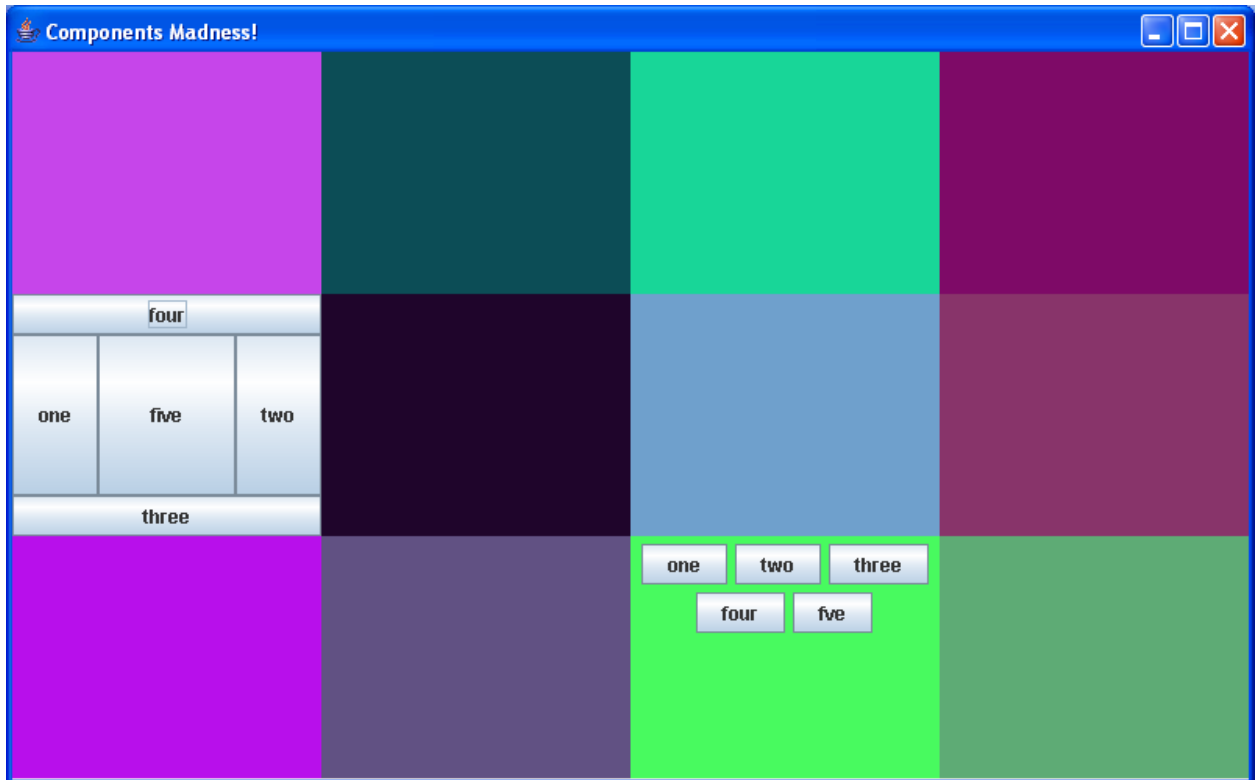 Components Madness!
four
one five two
three
one two three
four fve